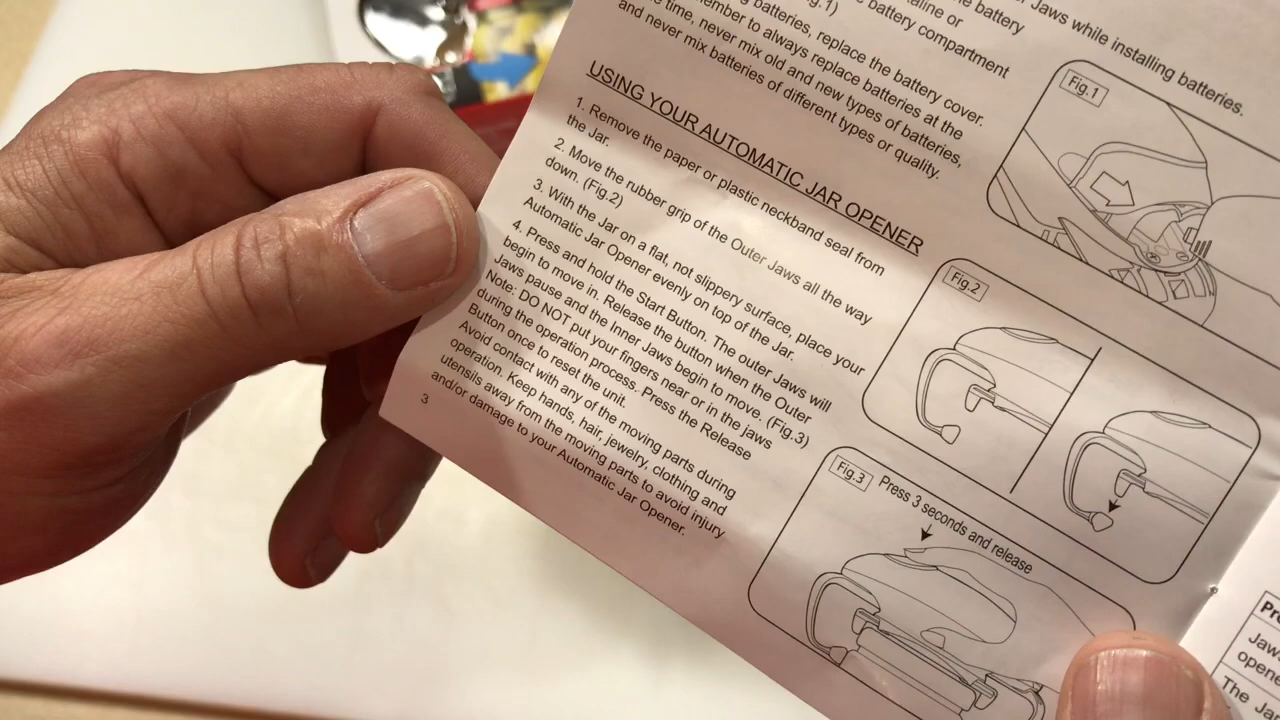 Jaws while installing batteries.
the battery
line or
battery compartment
g.1)
batteries, replace the battery cover.
member to always replace batteries at the
time, never mix old and new types of batteries,
and never mix batteries of different types or quality.
USING YOUR AUTOMATIC JAR OPENER
1. Remove the paper or plastic neckband seal from
the Jar.
2. Move the rubber grip of the Outer Jaws all the way
down. (Fig.2)
3. With the Jar on a flat, not slippery surface, place your
Automatic Jar Opener evenly on top of the Jar.
4. Press and hold the Start Button. The outer Jaws will
begin to move in. Release the button when the Outer
Jaws pause and the Inner Jaws begin to move. (Fig.3)
Note: DO NOT put your fingers near or in the jaws
during the operation process. Press the Release
Button once to reset the unit.
Avoid contact with any of the moving parts during
operation. Keep hands, hair, jewelry, clothing and
utensils away from the moving parts to avoid injury
and/or damage to your Automatic Jar Opener.
3
Fig.1
Fig.2
Fig.3
Press 3 seconds and release
Pr
Jaw
opene
The Ja